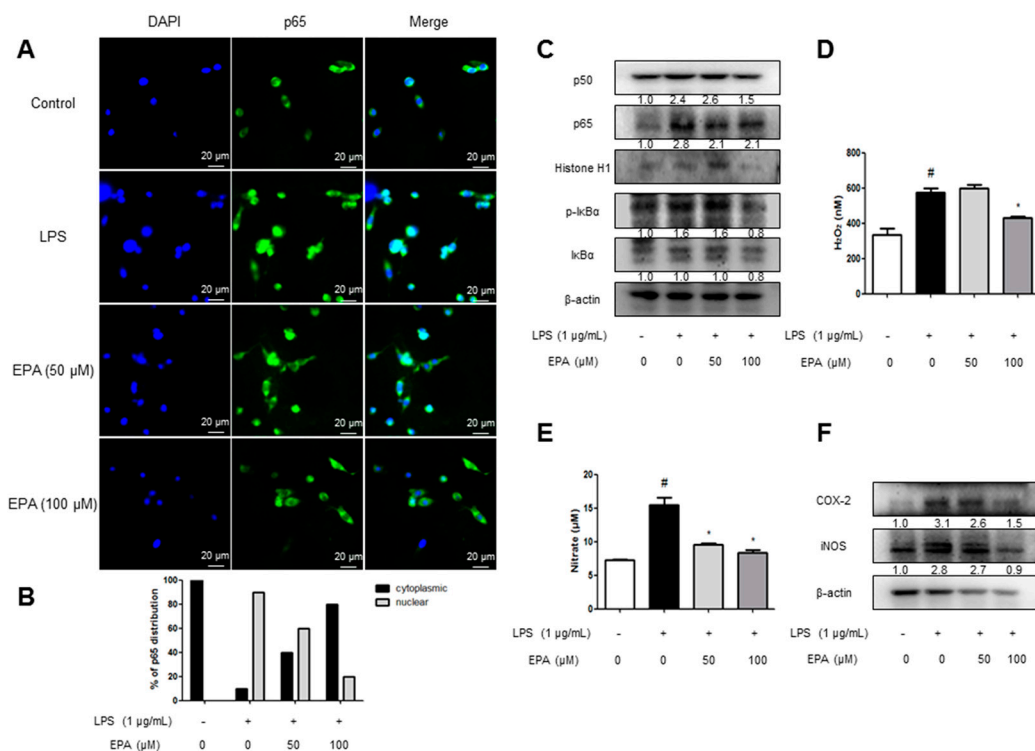 A
DAPI p65 Merge
Control
20 µm 20 µm 20 µm
LPS
20 µm 20 µm 20 µm
EPA (50 µM)
20 µm 20 µm 20 µm
EPA (100 µM)
20 µm 20 µm 20 µm
B
% of p65 distribution
100
80
60
40
20
0
cytoplasmic
nuclear
LPS (1 µg/mL) - + + +
EPA (µM) 0 0 50 100
C
p50
1.0 2.4 2.6 1.5
p65
1.0 2.8 2.1 2.1
Histone H1
p-IκBα
1.0 1.6 1.6 0.8
IκBα
1.0 1.0 1.0 0.8
β-actin
LPS (1 µg/mL) - + + +
EPA (µM) 0 0 50 100
D
H₂O₂ (nM)
800
600
400
200
0
#
*
LPS (1 µg/mL) - + + +
EPA (µM) 0 0 50 100
E
Nitrate (µM)
20
15
10
5
0
#
* *
LPS (1 µg/mL) - + + +
EPA (µM) 0 0 50 100
F
COX-2
1.0 3.1 2.6 1.5
iNOS
1.0 2.8 2.7 0.9
β-actin
LPS (1 µg/mL) - + + +
EPA (µM) 0 0 50 100